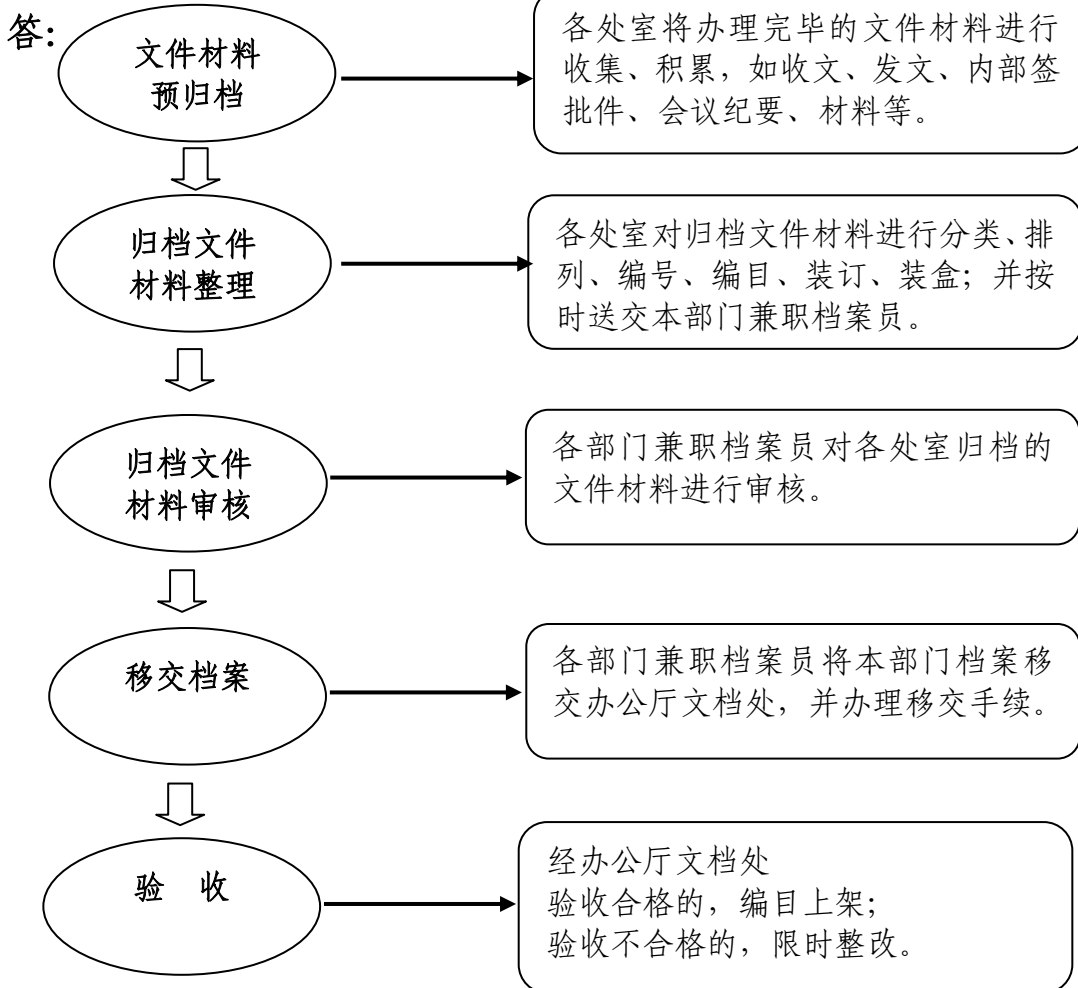 答:
文件材料
预归档
各处室将办理完毕的文件材料进行
收集、积累，如收文、发文、内部签
批件、会议纪要、材料等。
归档文件
材料整理
各处室对归档文件材料进行分类、排
列、编号、编目、装订、装盒；并按
时送交本部门兼职档案员。
归档文件
材料审核
各部门兼职档案员对各处室归档的
文件材料进行审核。
移交档案
各部门兼职档案员将本部门档案移
交办公厅文档处，并办理移交手续。
验 收
经办公厅文档处
验收合格的，编目上架；
验收不合格的，限时整改。